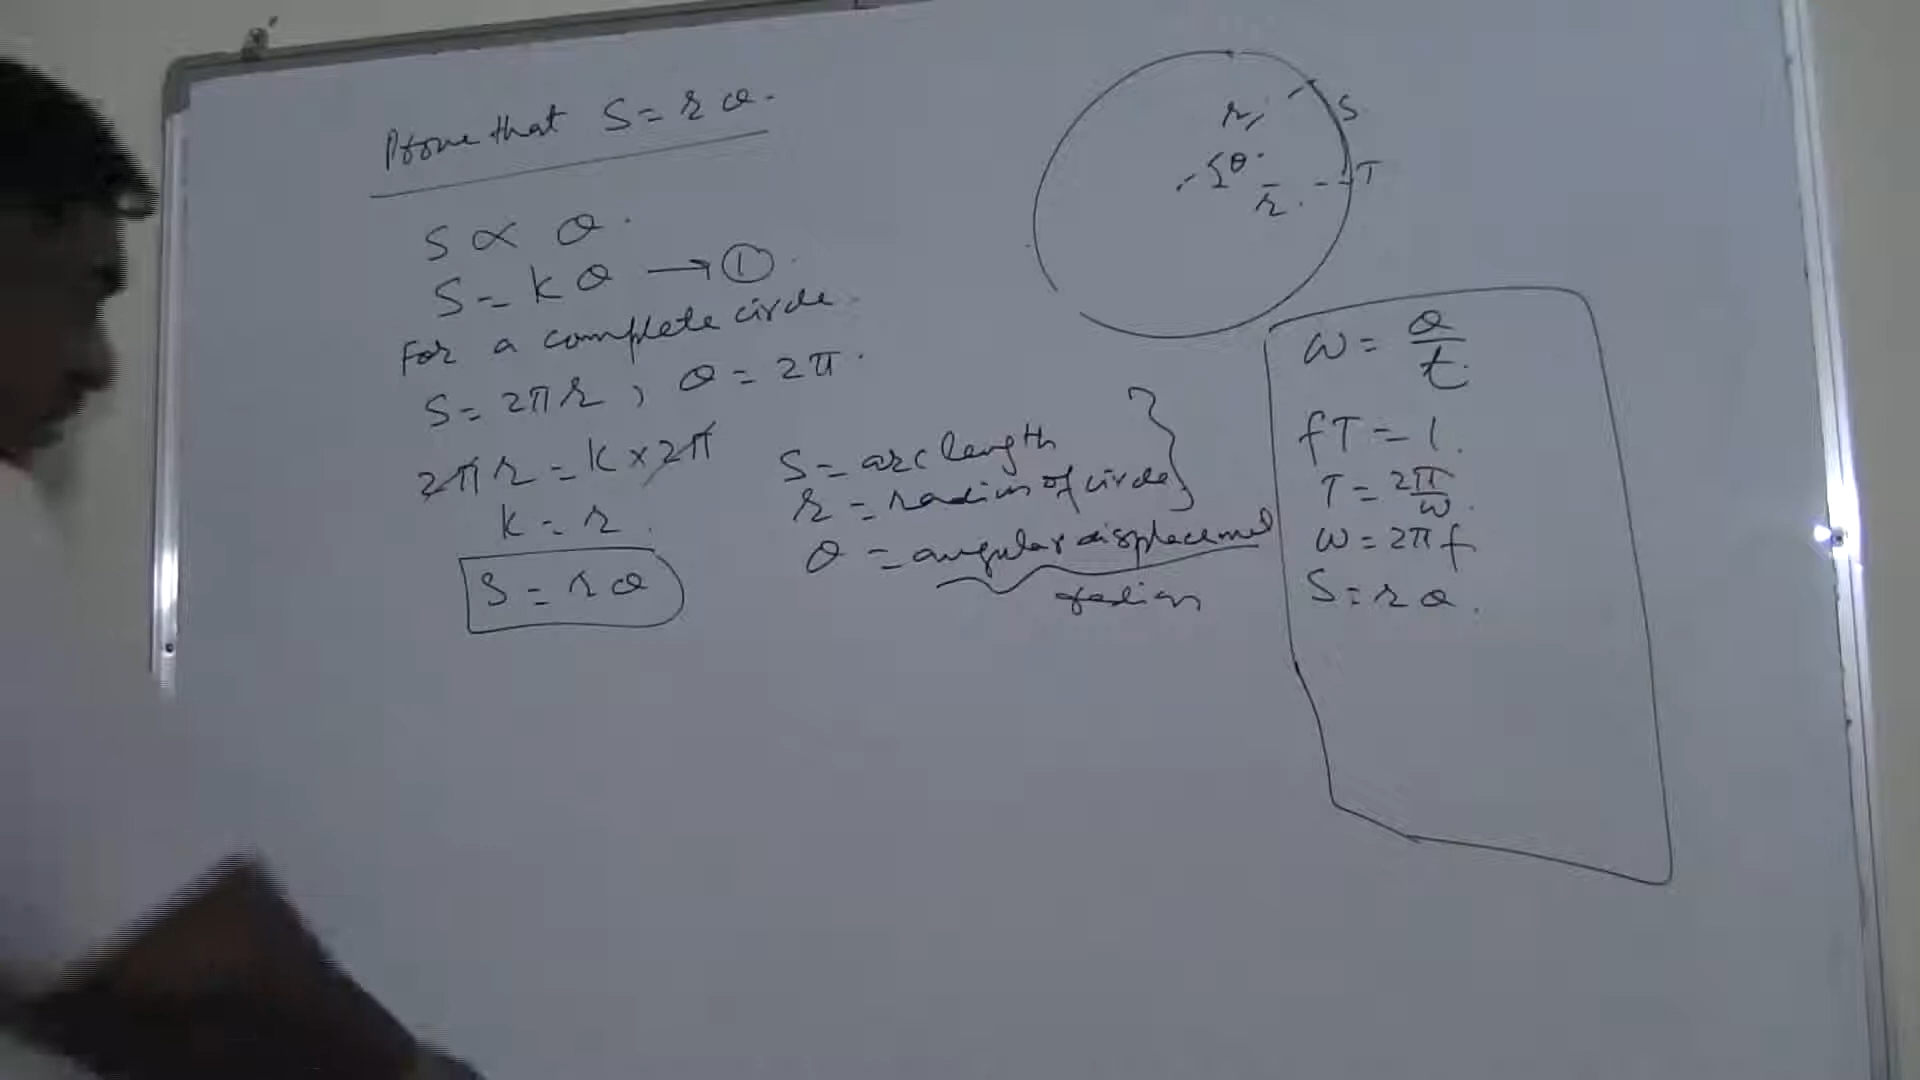 Prove that S = rθ.
S ∝ θ.
S = kθ → ①.
For a complete circle.
S = 2πr, θ = 2π.
2πr = k × 2π
k = r.
S = rθ
S = arc length
r = radius of circle
θ = angular displacement
radian
r
S
θ
r
T
ω = θ/t.
fT = 1.
T = 2π/ω.
ω = 2πf
S = rθ.